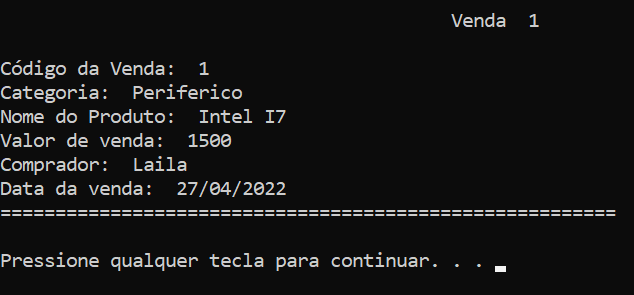 Venda  1
Código da Venda:  1
Categoria:  Periferico
Nome do Produto:  Intel I7
Valor de venda:  1500
Comprador:  Laila
Data da venda:  27/04/2022
========================================================
Pressione qualquer tecla para continuar. . .